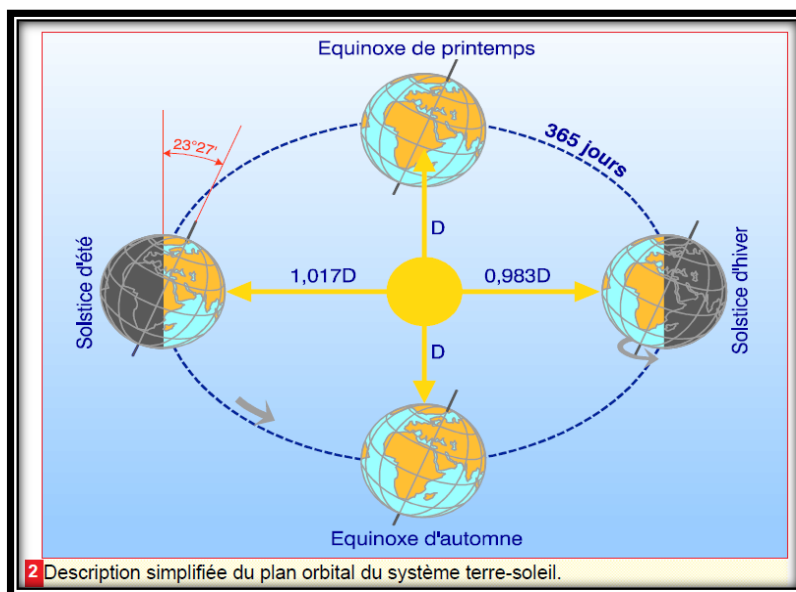 Equinoxe de printemps
23°27'
365 jours
D
Solstice d'été
1,017D
0,983D
Solstice d'hiver
D
Equinoxe d'automne
2 Description simplifiée du plan orbital du système terre-soleil.